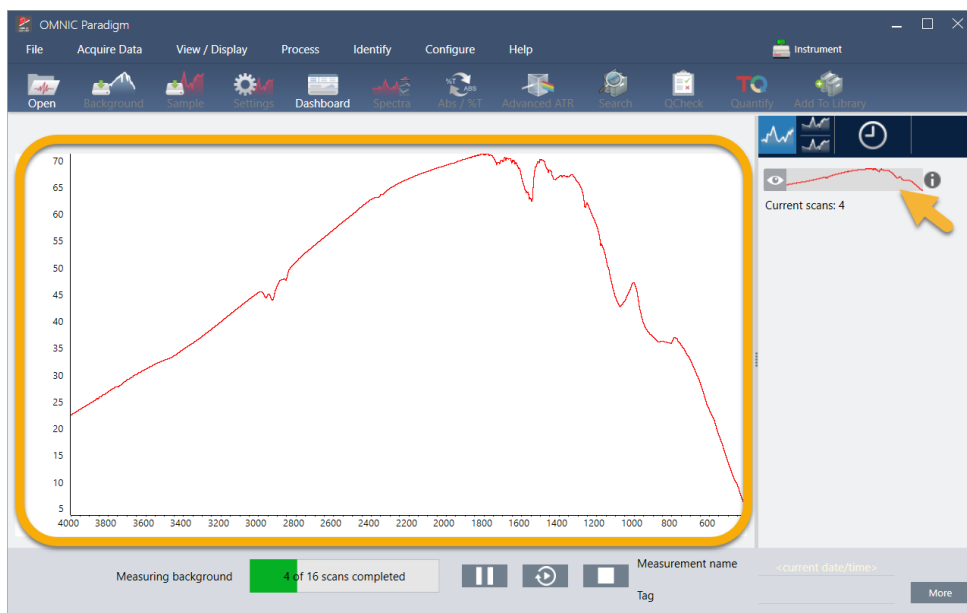 OMNIC Paradigm
File Acquire Data View / Display Process Identify Configure Help Instrument
%T ABS TQ
Open Background Sample Settings Dashboard Spectra Abs / %T Advanced ATR Search QCheck Quantify Add To Library
Current scans: 4
70
65
60
55
50
45
40
35
30
25
20
15
10
5
4000 3800 3600 3400 3200 3000 2800 2600 2400 2200 2000 1800 1600 1400 1200 1000 800 600
Measuring background 4 of 16 scans completed Measurement name <current date/time>
Tag
More